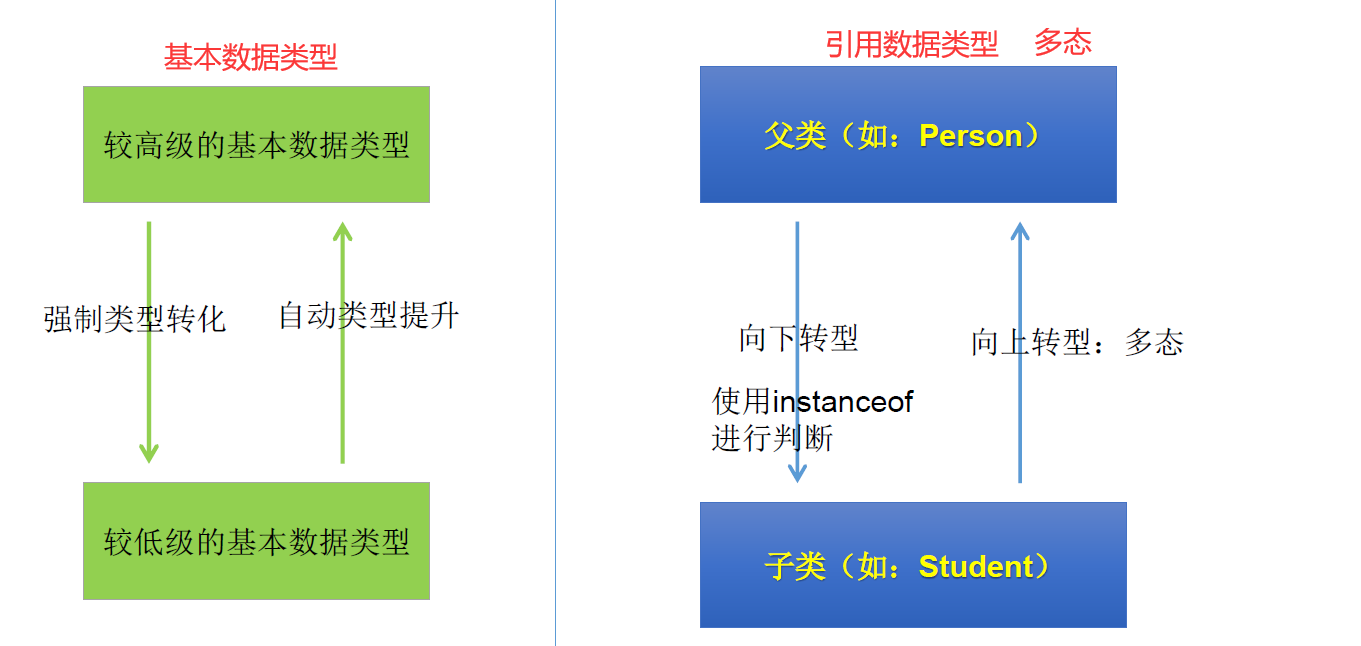 基本数据类型
较高级的基本数据类型
强制类型转化
自动类型提升
较低级的基本数据类型
引用数据类型 多态
父类（如：Person）
向下转型
使用instanceof
进行判断
向上转型：多态
子类（如：Student）